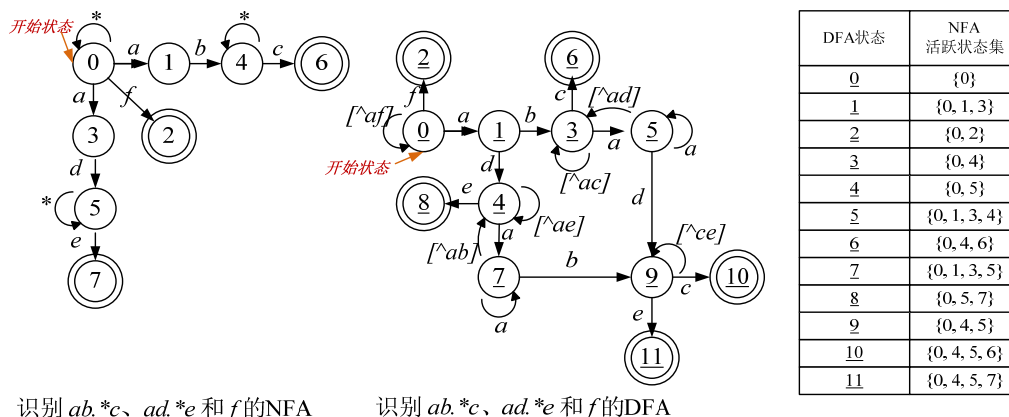 开始状态
*
*
0
a
1
b
4
c
6
a
f
3
2
d
*
5
e
7
识别 ab.*c、ad.*e 和 f 的NFA
2
6
f
c
[^af]
[^ad]
0
a
1
b
3
a
5
a
开始状态
d
[^ac]
d
8
e
4
[^ae]
[^ab]
a
[^ce]
7
b
9
c
10
a
e
11
识别 ab.*c、ad.*e 和 f 的DFA
DFA状态 NFA
活跃状态集
0 {0}
1 {0, 1, 3}
2 {0, 2}
3 {0, 4}
4 {0, 5}
5 {0, 1, 3, 4}
6 {0, 4, 6}
7 {0, 1, 3, 5}
8 {0, 5, 7}
9 {0, 4, 5}
10 {0, 4, 5, 6}
11 {0, 4, 5, 7}